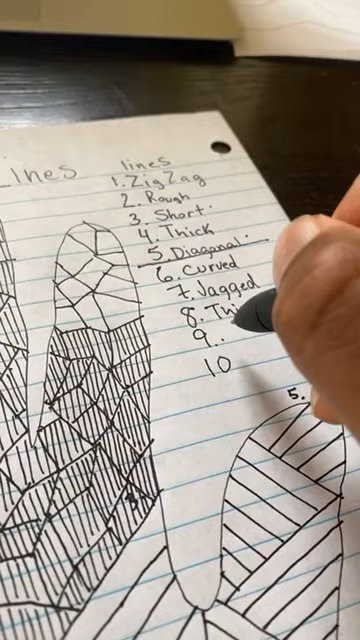 Lines
lines
1. Zig Zag
2. Rough
3. Short.
4. Thick
5. Diagonal.
6. Curved
7. Jagged
8.
9..
10
5.